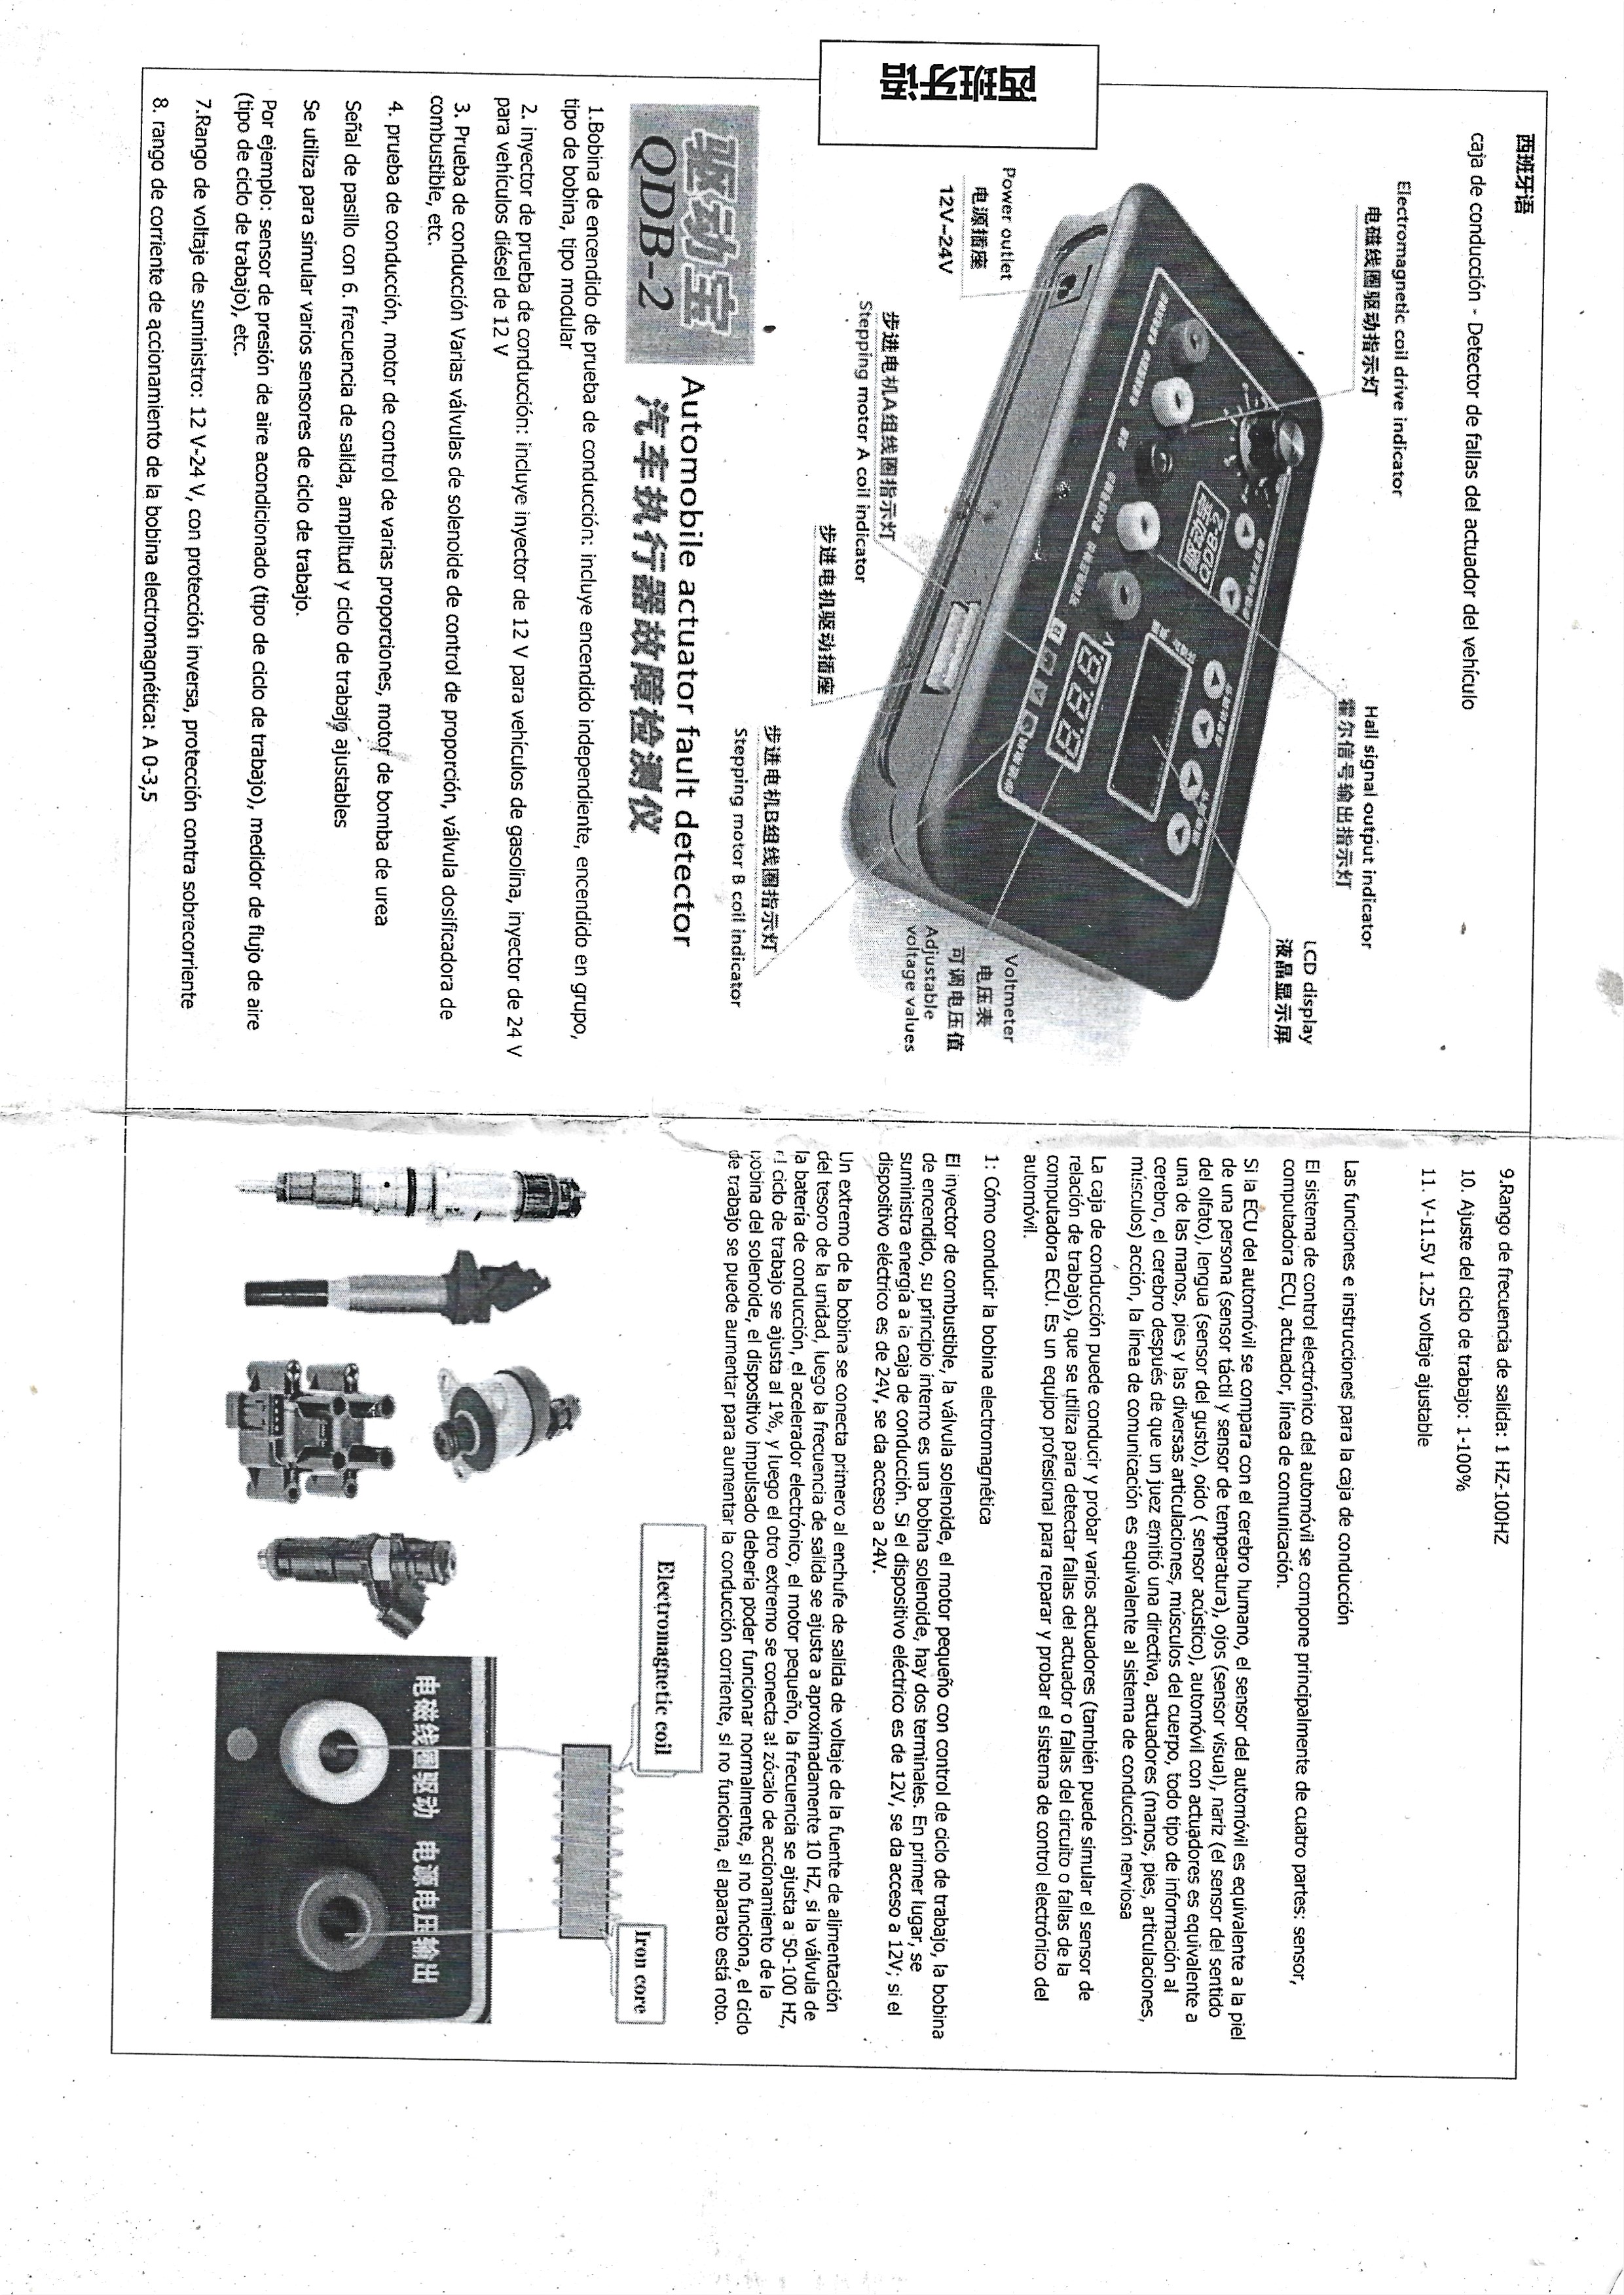 西班牙语
caja de conducción - Detector de fallas del actuador del vehículo
Electromagnetic coil drive indicator
电磁线圈驱动指示灯
Hall signal output indicator
霍尔信号输出指示灯
LCD display
液晶显示屏
驱动宝
QDB-2
Power outlet
电源插座
12V-24V
Voltmeter
电压表
可调电压值
Adjustable
voltage values
步进电机A组线圈指示灯
Stepping motor A coil indicator
步进电机驱动插座
步进电机B组线圈指示灯
Stepping motor B coil indicator
西班牙语
驱动宝
QDB-2
Automobile actuator fault detector
汽车执行器故障检测仪
1.Bobina de encendido de prueba de conducción: incluye encendido independiente, encendido en grupo,
tipo de bobina, tipo modular
2. inyector de prueba de conducción: incluye inyector de 12 V para vehículos de gasolina, inyector de 24 V
para vehículos diésel de 12 V
3. Prueba de conducción Varias válvulas de solenoide de control de proporción, válvula dosificadora de
combustible, etc.
4. prueba de conducción, motor de control de varias proporciones, motor de bomba de urea
Señal de pasillo con 6. frecuencia de salida, amplitud y ciclo de trabajo ajustables
Se utiliza para simular varios sensores de ciclo de trabajo.
Por ejemplo: sensor de presión de aire acondicionado (tipo de ciclo de trabajo), medidor de flujo de aire
(tipo de ciclo de trabajo), etc.
7.Rango de voltaje de suministro: 12 V-24 V, con protección inversa, protección contra sobrecorriente
8. rango de corriente de accionamiento de la bobina electromagnética: A 0-3,5
9.Rango de frecuencia de salida: 1 HZ-100HZ
10. Ajuste del ciclo de trabajo: 1-100%
11. V-11.5V 1.25 voltaje ajustable
Las funciones e instrucciones para la caja de conducción
El sistema de control electrónico del automóvil se compone principalmente de cuatro partes: sensor,
computadora ECU, actuador, línea de comunicación.
Si la ECU del automóvil se compara con el cerebro humano, el sensor del automóvil es equivalente a la piel
de una persona (sensor táctil y sensor de temperatura), ojos (sensor visual), nariz (el sensor del sentido
del olfato), lengua (sensor del gusto), oído ( sensor acústico), automóvil con actuadores es equivalente a
una de las manos, pies y las diversas articulaciones, músculos del cuerpo, todo tipo de información al
cerebro, el cerebro después de que un juez emitió una directiva, actuadores (manos, pies, articulaciones,
músculos) acción, la línea de comunicación es equivalente al sistema de conducción nerviosa
La caja de conducción puede conducir y probar varios actuadores (también puede simular el sensor de
relación de trabajo), que se utiliza para detectar fallas del actuador o fallas del circuito o fallas de la
computadora ECU. Es un equipo profesional para reparar y probar el sistema de control electrónico del
automóvil.
1: Cómo conducir la bobina electromagnética
El inyector de combustible, la válvula solenoide, el motor pequeño con control de ciclo de trabajo, la bobina
de encendido, su principio interno es una bobina solenoide, hay dos terminales. En primer lugar, se
suministra energía a la caja de conducción. Si el dispositivo eléctrico es de 12V, se da acceso a 12V; si el
dispositivo eléctrico es de 24V, se da acceso a 24V.
Un extremo de la bobina se conecta primero al enchufe de salida de voltaje de la fuente de alimentación
del tesoro de la unidad, luego la frecuencia de salida se ajusta a aproximadamente 10 HZ, si la válvula de
la batería de conducción, el acelerador electrónico, el motor pequeño, la frecuencia se ajusta a 50-100 HZ,
el ciclo de trabajo se ajusta al 1%, y luego el otro extremo se conecta al zócalo de accionamiento de la
bobina del solenoide, el dispositivo impulsado debería poder funcionar normalmente, si no funciona, el ciclo
de trabajo se puede aumentar para aumentar la conducción corriente, si no funciona, el aparato está roto.
Electromagnetic coil
Iron core
电磁线圈驱动 电源电压输出